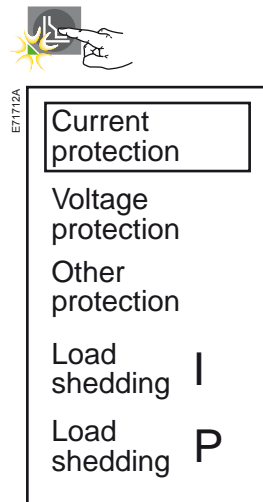 E71712A
Current
protection
Voltage
protection
Other
protection
Load
shedding I
Load
shedding P